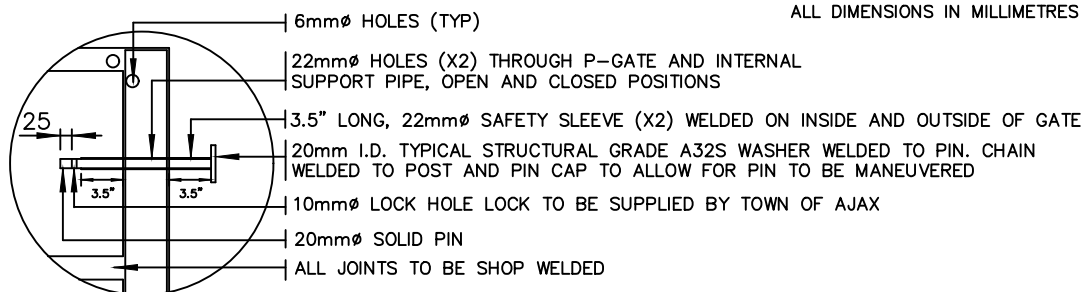 ALL DIMENSIONS IN MILLIMETRES
6mmø HOLES (TYP)
22mmø HOLES (X2) THROUGH P-GATE AND INTERNAL
SUPPORT PIPE, OPEN AND CLOSED POSITIONS
25
3.5" LONG, 22mmø SAFETY SLEEVE (X2) WELDED ON INSIDE AND OUTSIDE OF GATE
20mm I.D. TYPICAL STRUCTURAL GRADE A32S WASHER WELDED TO PIN. CHAIN
WELDED TO POST AND PIN CAP TO ALLOW FOR PIN TO BE MANEUVERED
3.5" 3.5"
10mmø LOCK HOLE LOCK TO BE SUPPLIED BY TOWN OF AJAX
20mmø SOLID PIN
ALL JOINTS TO BE SHOP WELDED